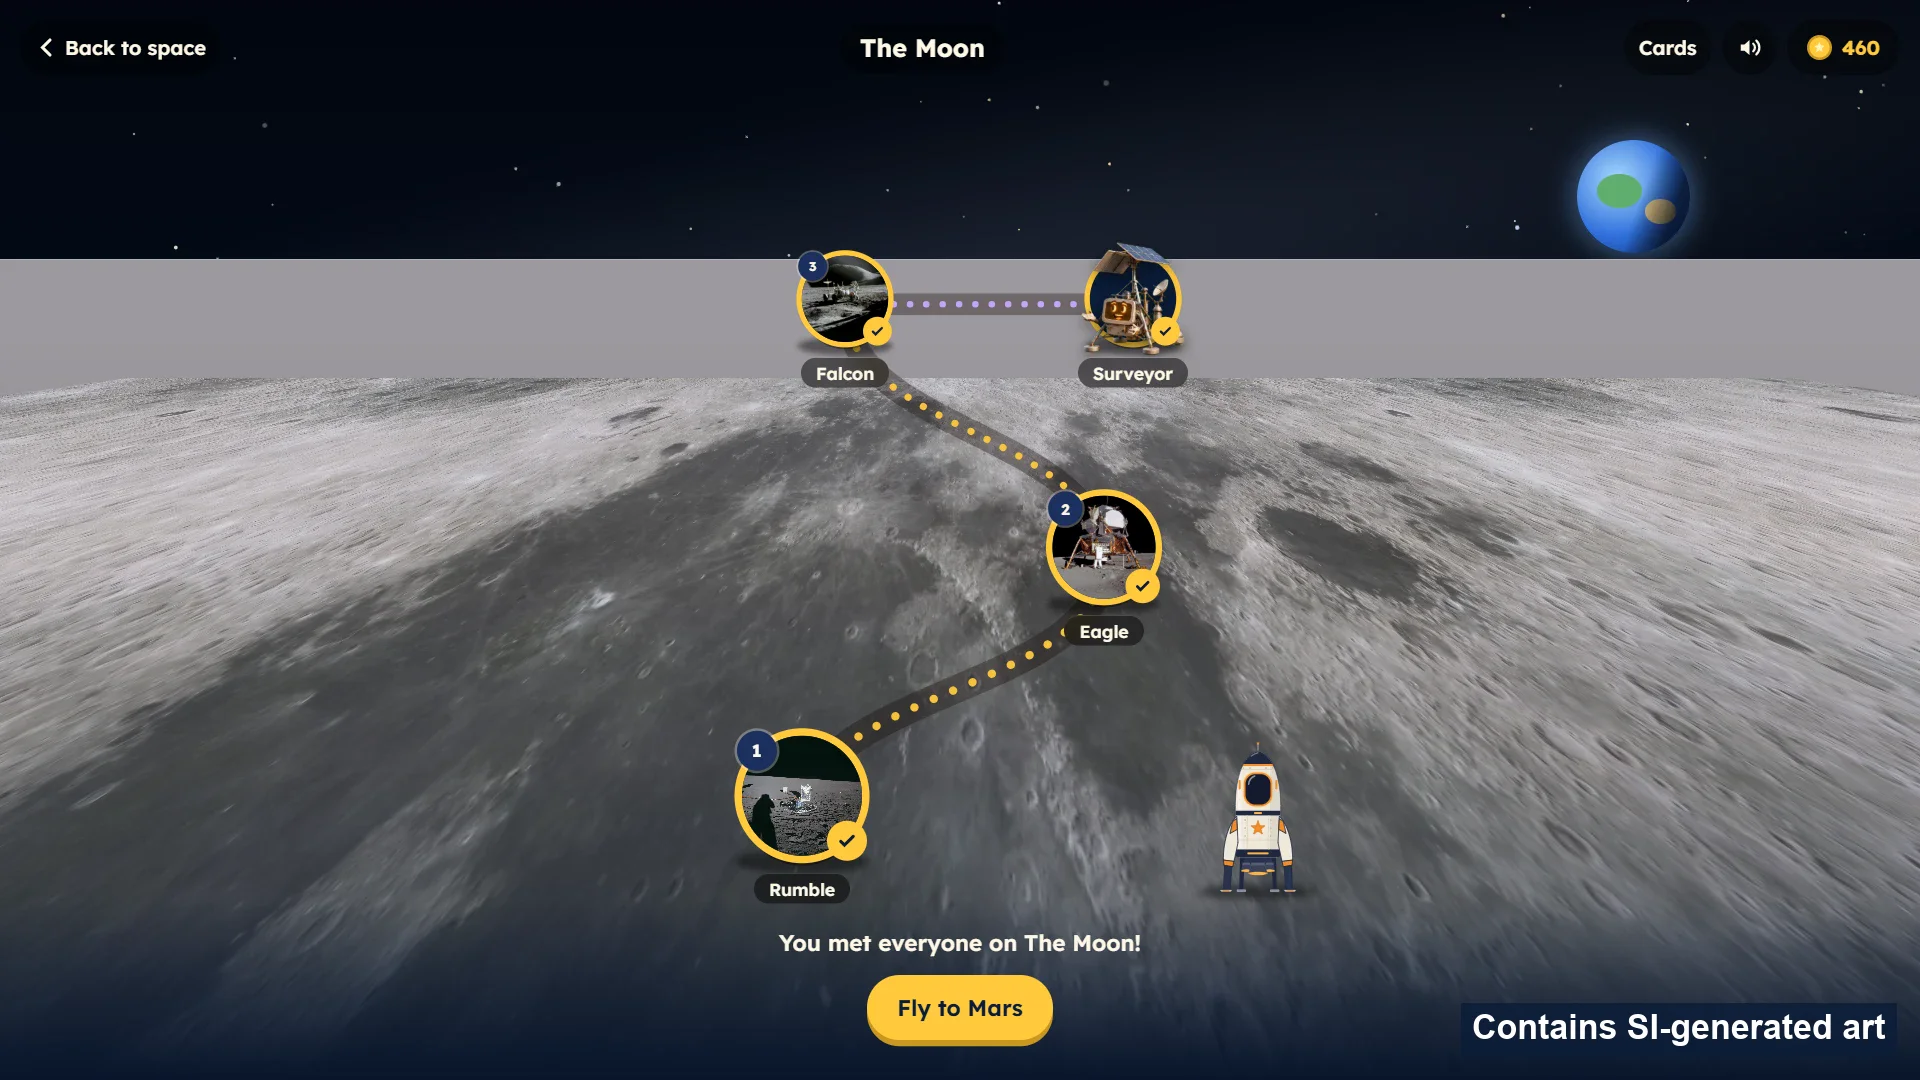 Back to space
The Moon
Cards
460
3
Falcon
Surveyor
2
Eagle
1
Rumble
You met everyone on The Moon!
Fly to Mars
Contains SI-generated art